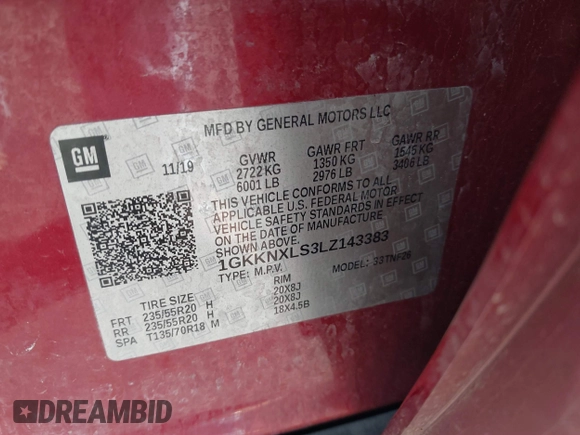 MFD BY GENERAL MOTORS LLC
GM
11/19
GVWR GAWR FRT GAWR RR
2722 KG 1350 KG 1545 KG
6001 LB 2976 LB 3406 LB
THIS VEHICLE CONFORMS TO ALL
APPLICABLE U.S. FEDERAL MOTOR
VEHICLE SAFETY STANDARDS IN EFFECT
ON THE DATE OF MANUFACTURE
SHOWN ABOVE.
1GKKNXLS3LZ143383
TYPE: M.P.V. MODEL: 33TNF26
TIRE SIZE RIM
FRT 235/55R20 H 20X8J
RR 235/55R20 H 20X8J
SPA T135/70R18 M 18X4.5B
DREAMBID